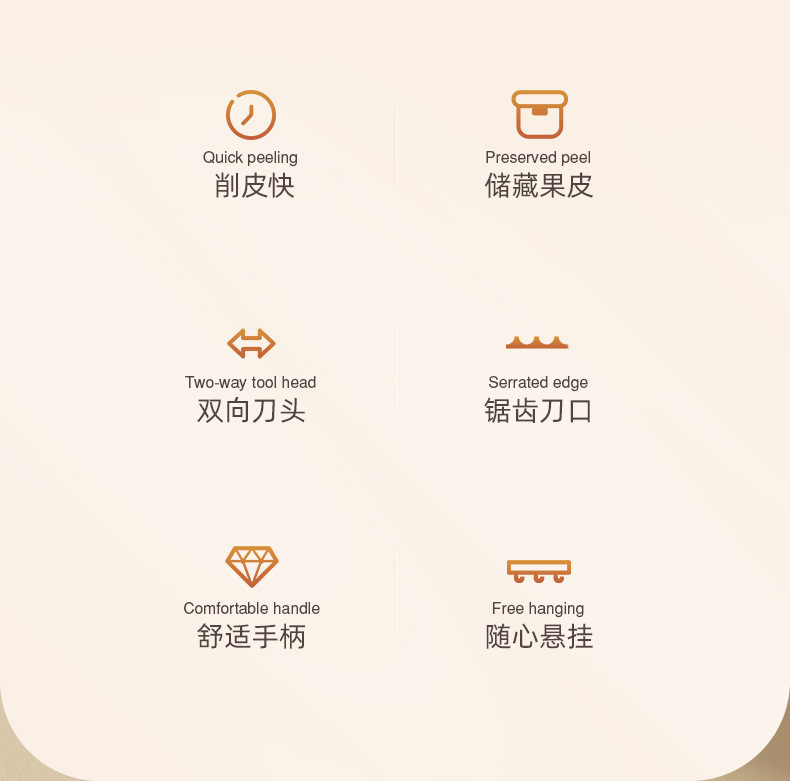 Quick peeling
削皮快
Preserved peel
储藏果皮
Two-way tool head
双向刀头
Serrated edge
锯齿刀口
Comfortable handle
舒适手柄
Free hanging
随心悬挂